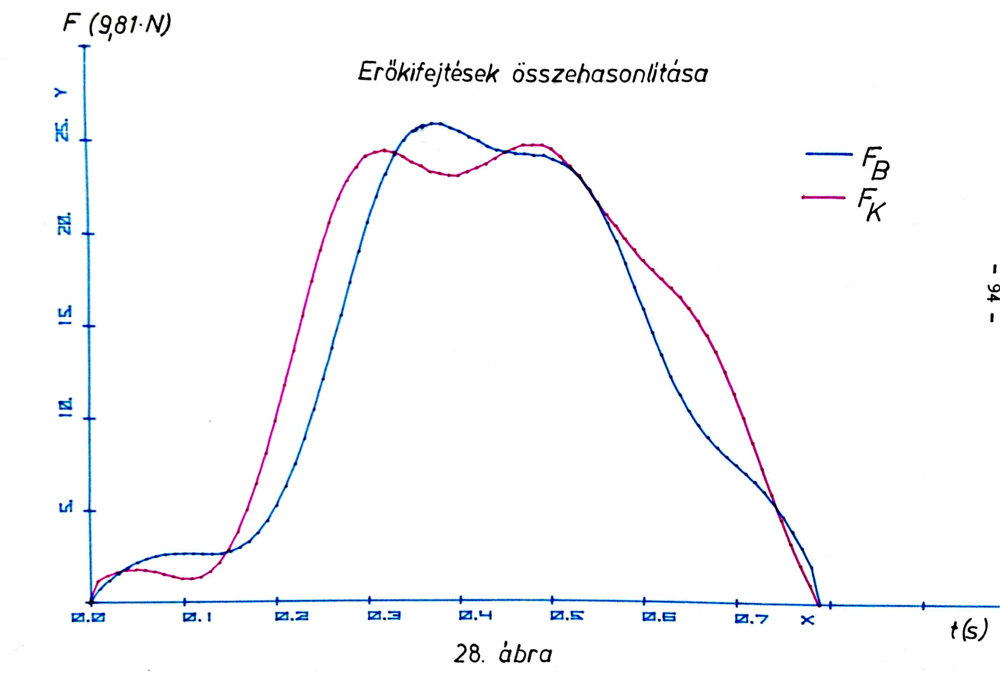 F (9,81·N)
Erőkifejtések összehasonlitása
Y
25.
20.
15.
10.
5.
F_B
F_K
- 94 -
0.0 0.1 0.2 0.3 0.4 0.5 0.6 0.7 X
t(s)
28. ábra